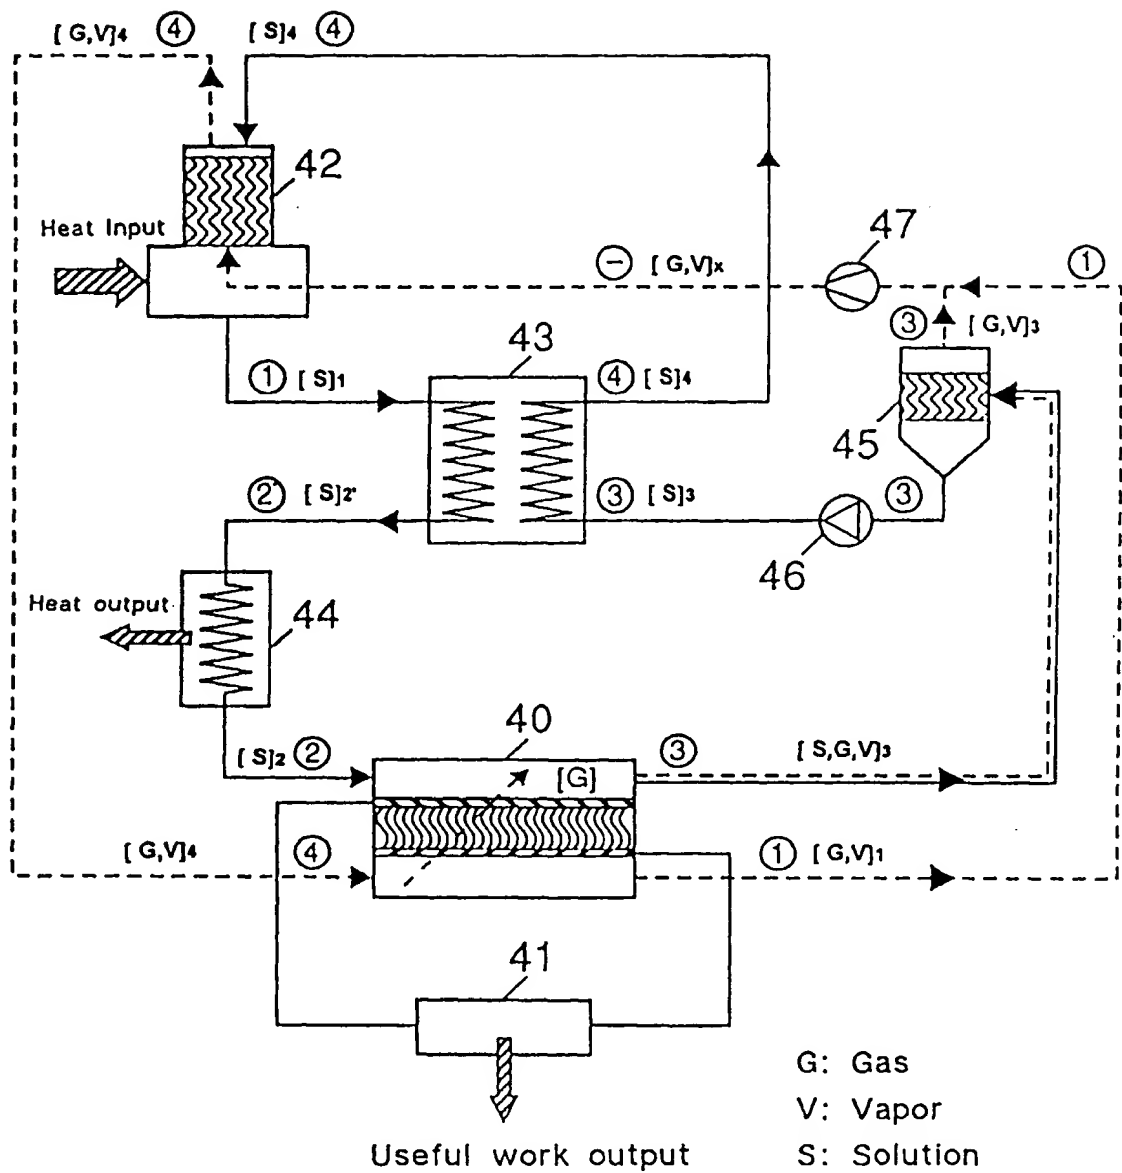 [ G,V]4 ④ [ S]4 ④
42
Heat Input
47
⊖ [ G,V]x ①
③ [ G,V]3
43
① [ S]1 ④ [S]4
45
② [ S]2' ③ [S]3 ③
46
Heat output
44
40
[S]2 ② [G] ③ [S,G,V]3
[ G,V]4 ④ ① [G,V]1
41
G: Gas
V: Vapor
Useful work output S: Solution